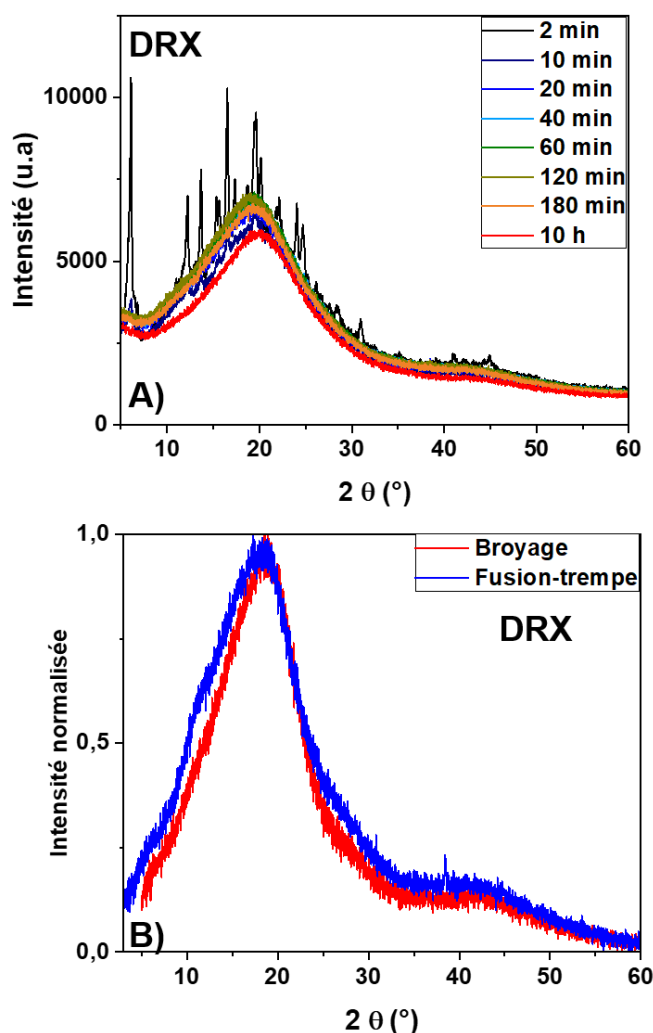 DRX
2 min
10 min
20 min
40 min
60 min
120 min
180 min
10 h
Intensité (u.a)
10000
5000
0
A)
10
20
30
40
50
60
2 θ (°)
1,0
Broyage
Fusion-trempe
DRX
Intensité normalisée
0,5
0,0
B)
10
20
30
40
50
60
2 θ (°)